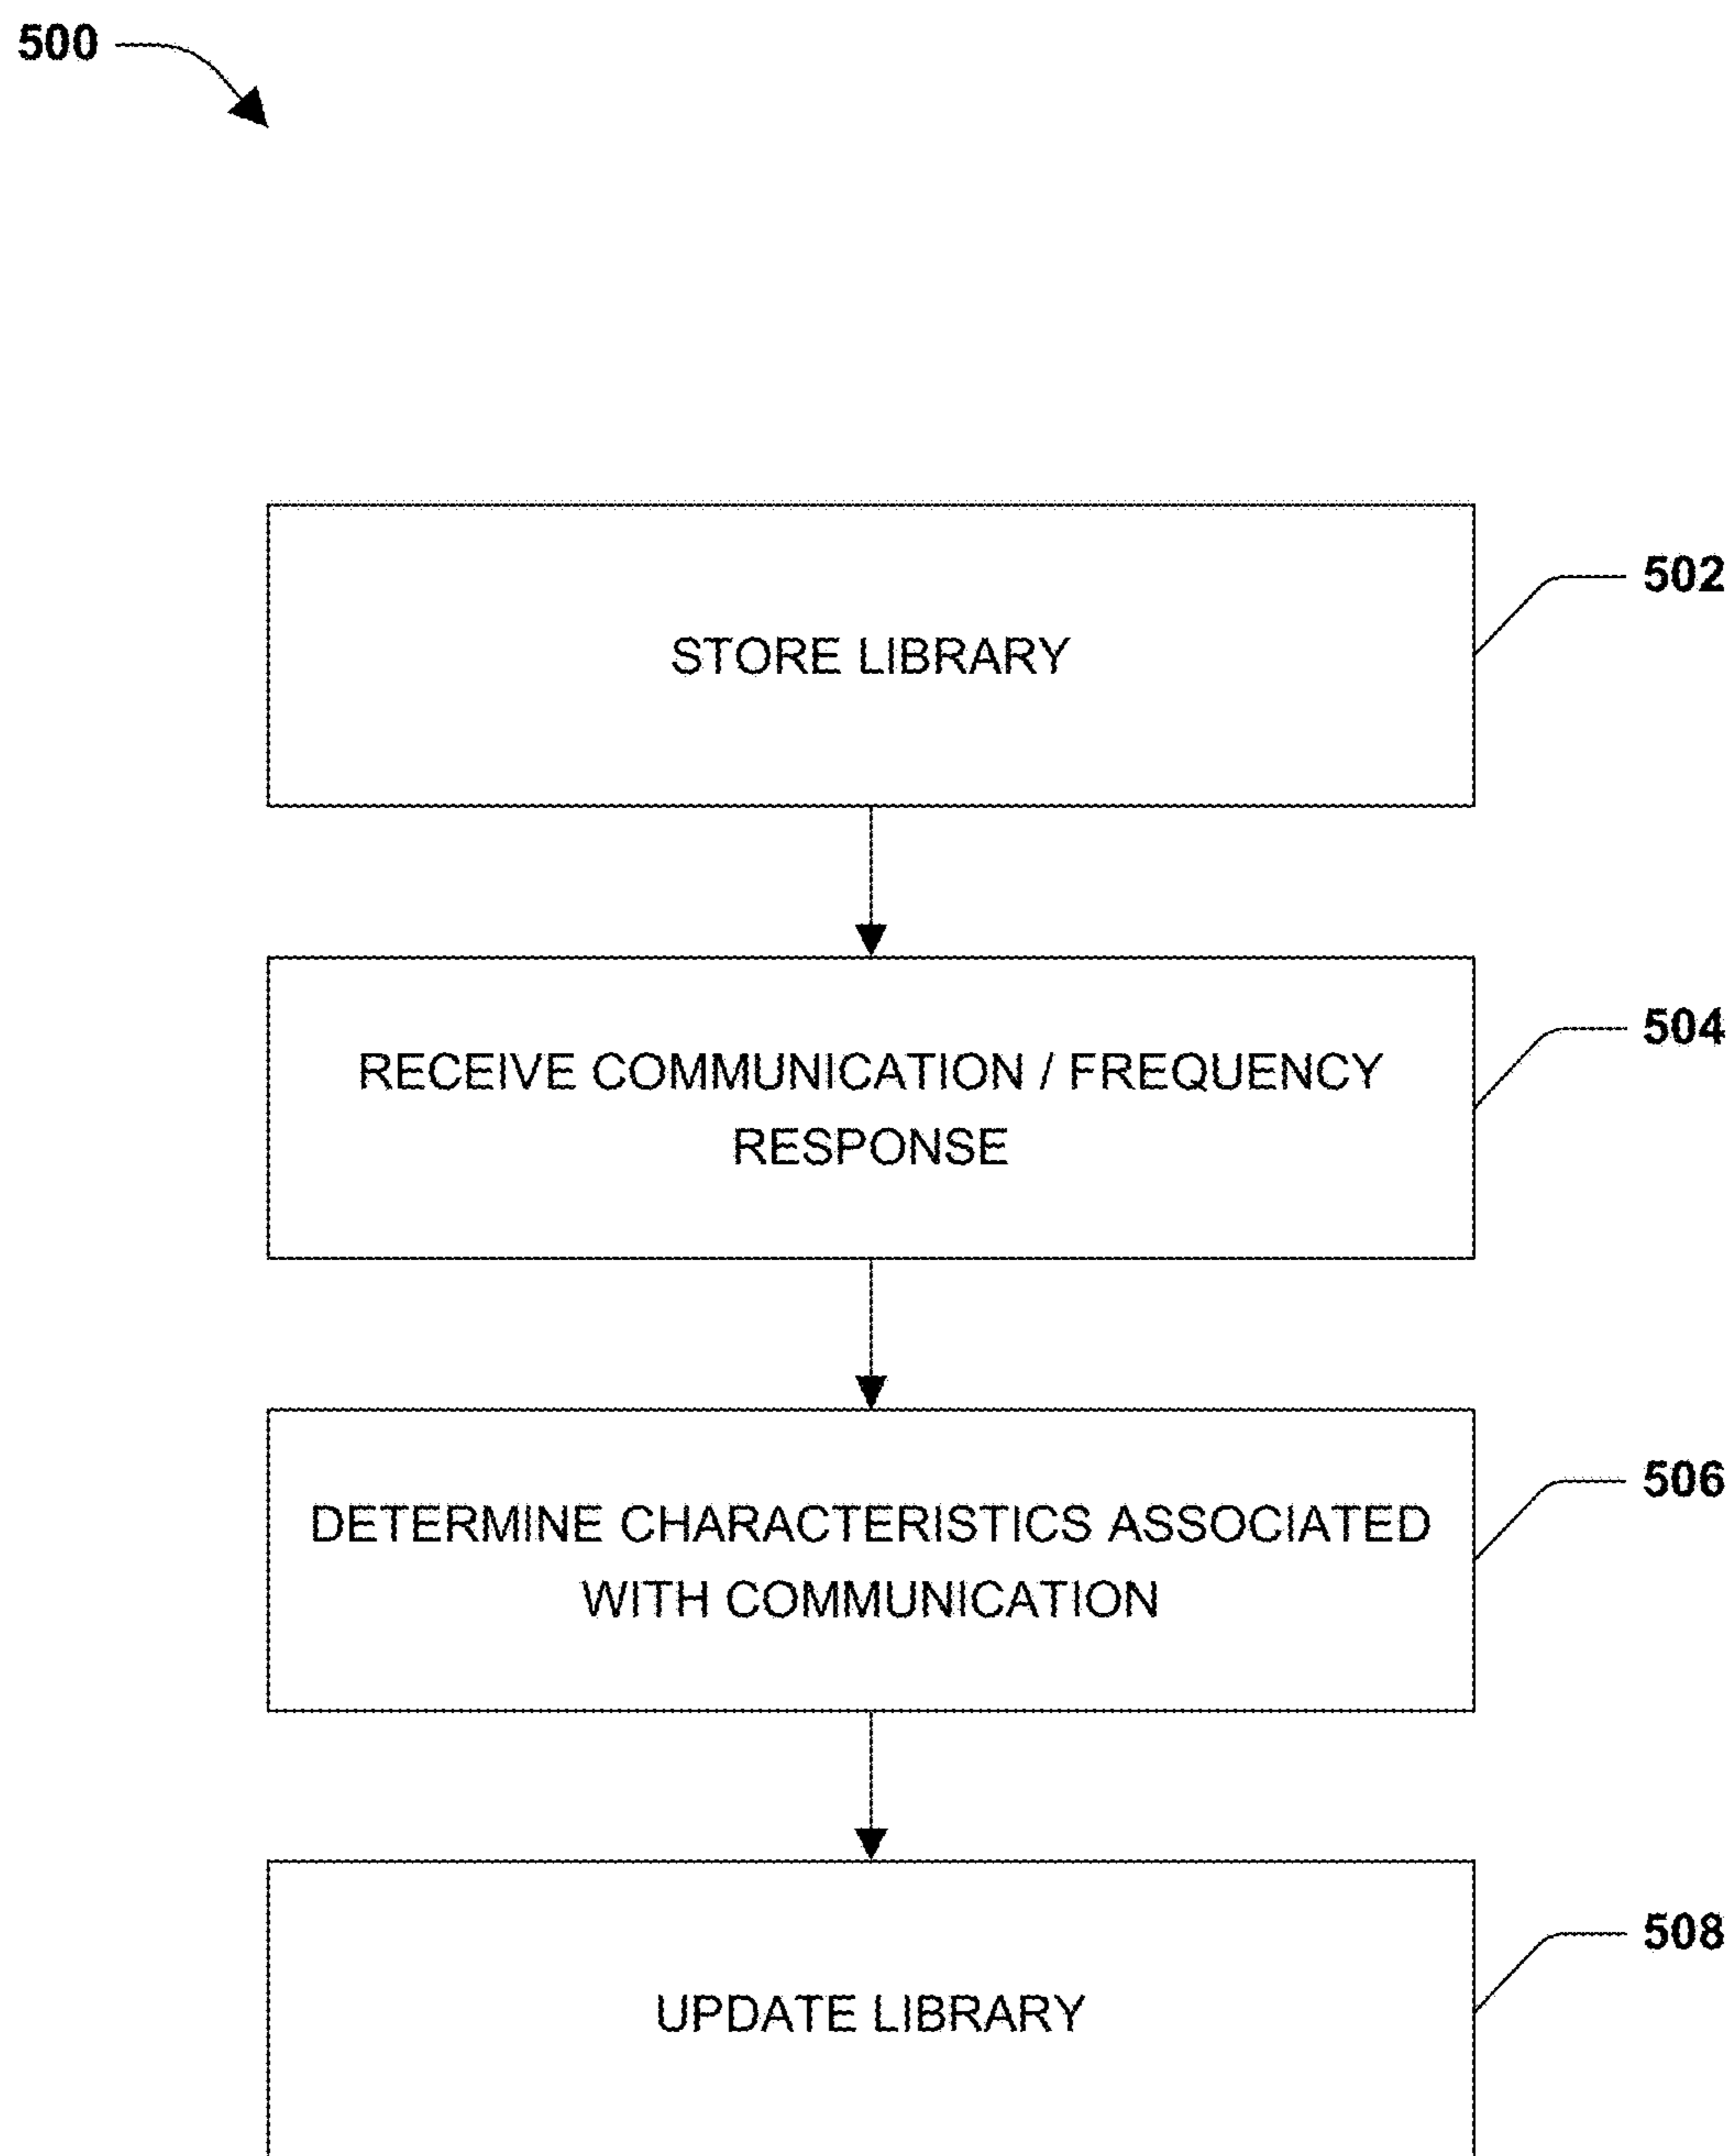 500
STORE LIBRARY
502
RECEIVE COMMUNICATION / FREQUENCY
RESPONSE
504
DETERMINE CHARACTERISTICS ASSOCIATED
WITH COMMUNICATION
506
UPDATE LIBRARY
508